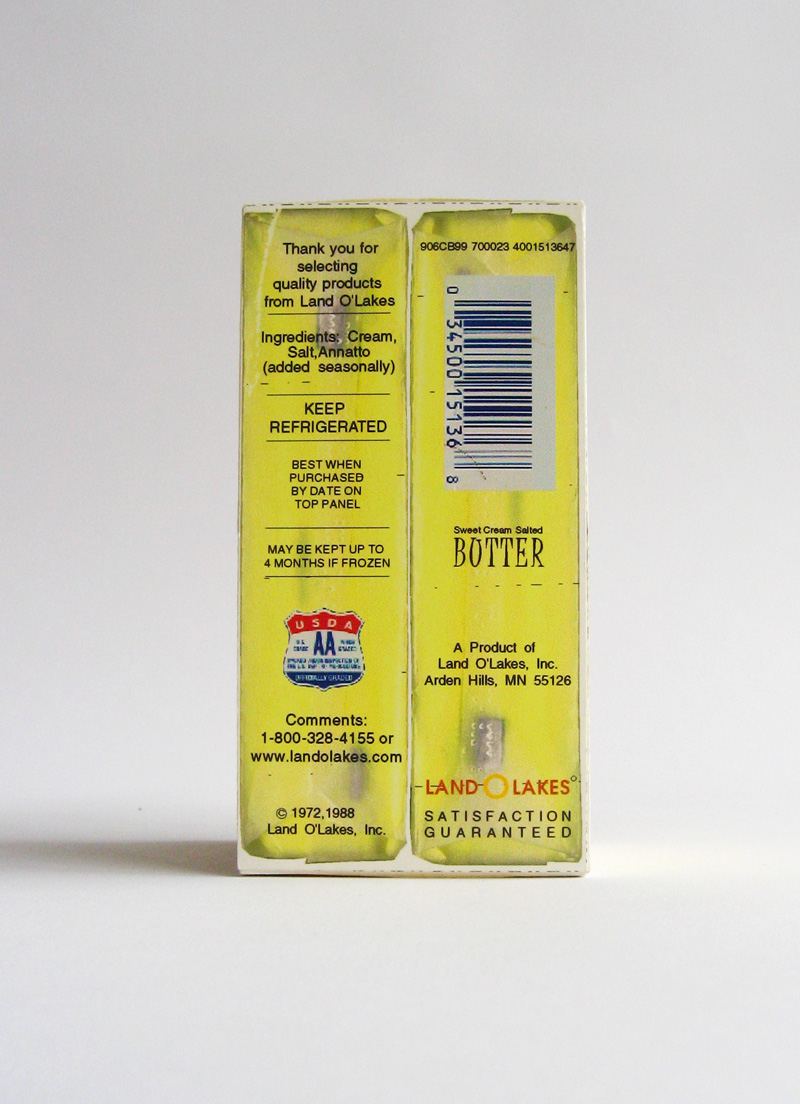 Thank you for
selecting
quality products
from Land O'Lakes
Ingredients: Cream,
Salt,Annatto
(added seasonally)
KEEP
REFRIGERATED
BEST WHEN
PURCHASED
BY DATE ON
TOP PANEL
MAY BE KEPT UP TO
4 MONTHS IF FROZEN
USDA
AA
OFFICIALLY GRADED
Comments:
1-800-328-4155 or
www.landolakes.com
© 1972,1988
Land O'Lakes, Inc.
906CB99 700023 4001513647
0 34500 15136 8
Sweet Cream Salted
BUTTER
A Product of
Land O'Lakes, Inc.
Arden Hills, MN 55126
LAND O LAKES
SATISFACTION
GUARANTEED